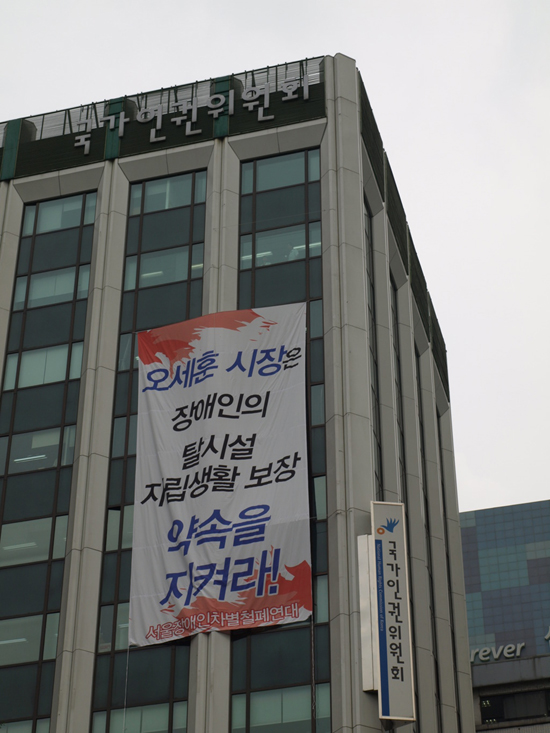 국가인권위원회
오세훈 시장은
장애인의
탈시설
자립생활 보장
약속을
지켜라!
서울장애인차별철폐연대
국가인권위원회
rever